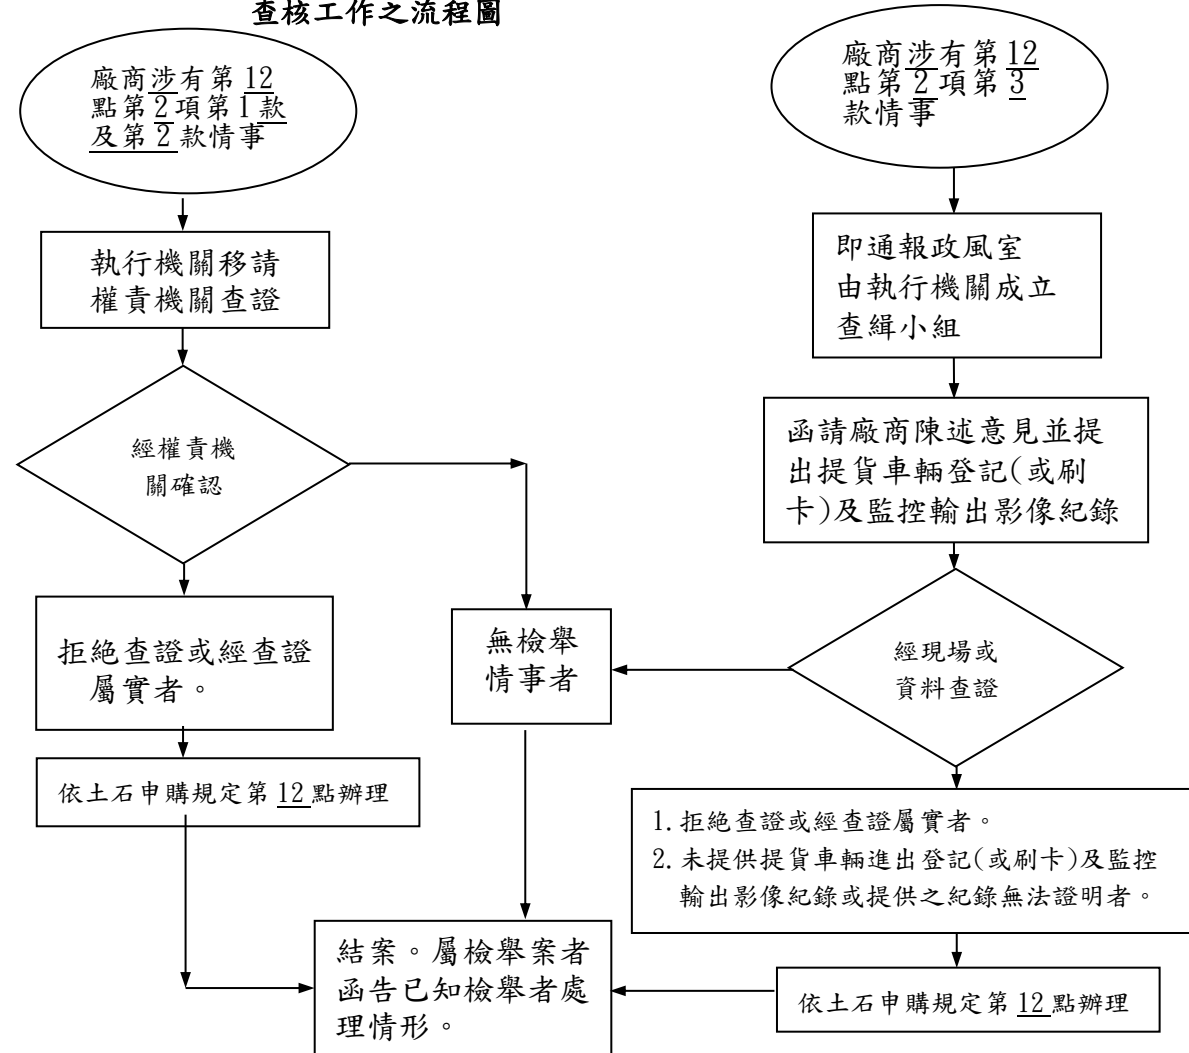 查核工作之流程圖
廠商涉有第12
點第2項第1款
及第2款情事
執行機關移請
權責機關查證
經權責機
關確認
拒絕查證或經查證
屬實者。
依土石申購規定第12點辦理
廠商涉有第12
點第2項第3
款情事
即通報政風室
由執行機關成立
查緝小組
函請廠商陳述意見並提
出提貨車輛登記(或刷
卡)及監控輸出影像紀錄
經現場或
資料查證
無檢舉
情事者
1.拒絕查證或經查證屬實者。
2.未提供提貨車輛進出登記(或刷卡)及監控
輸出影像紀錄或提供之紀錄無法證明者。
依土石申購規定第12點辦理
結案。屬檢舉案者
函告已知檢舉者處
理情形。